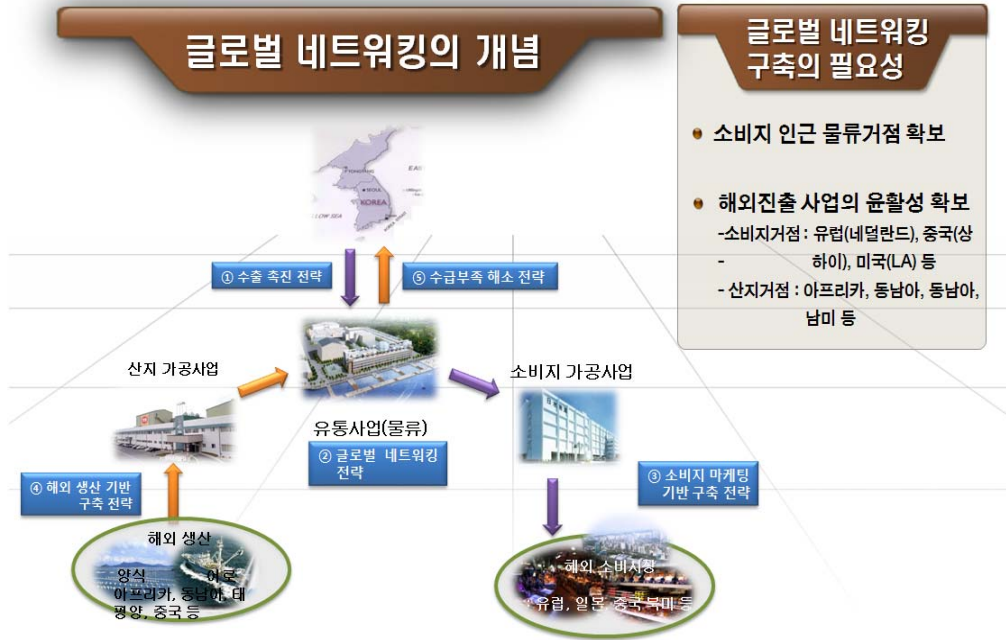 글로벌 네트워킹의 개념
글로벌 네트워킹
구축의 필요성
소비지 인근 물류거점 확보
해외진출 사업의 윤활성 확보
-소비지거점 : 유럽(네덜란드), 중국(상
- 하이), 미국(LA) 등
- 산지거점 : 아프리카, 동남아, 동남아,
남미 등
SEOUL
KOREA
① 수출 촉진 전략
⑤ 수급부족 해소 전략
산지 가공사업
소비지 가공사업
유통사업(물류)
② 글로벌 네트워킹
전략
③ 소비지 마케팅
기반 구축 전략
④ 해외 생산 기반
구축 전략
해외 생산
양식 어로
아프리카, 동남아, 태
평양, 중국 등
해외 소비시장
유럽, 일본, 중국 북미 등